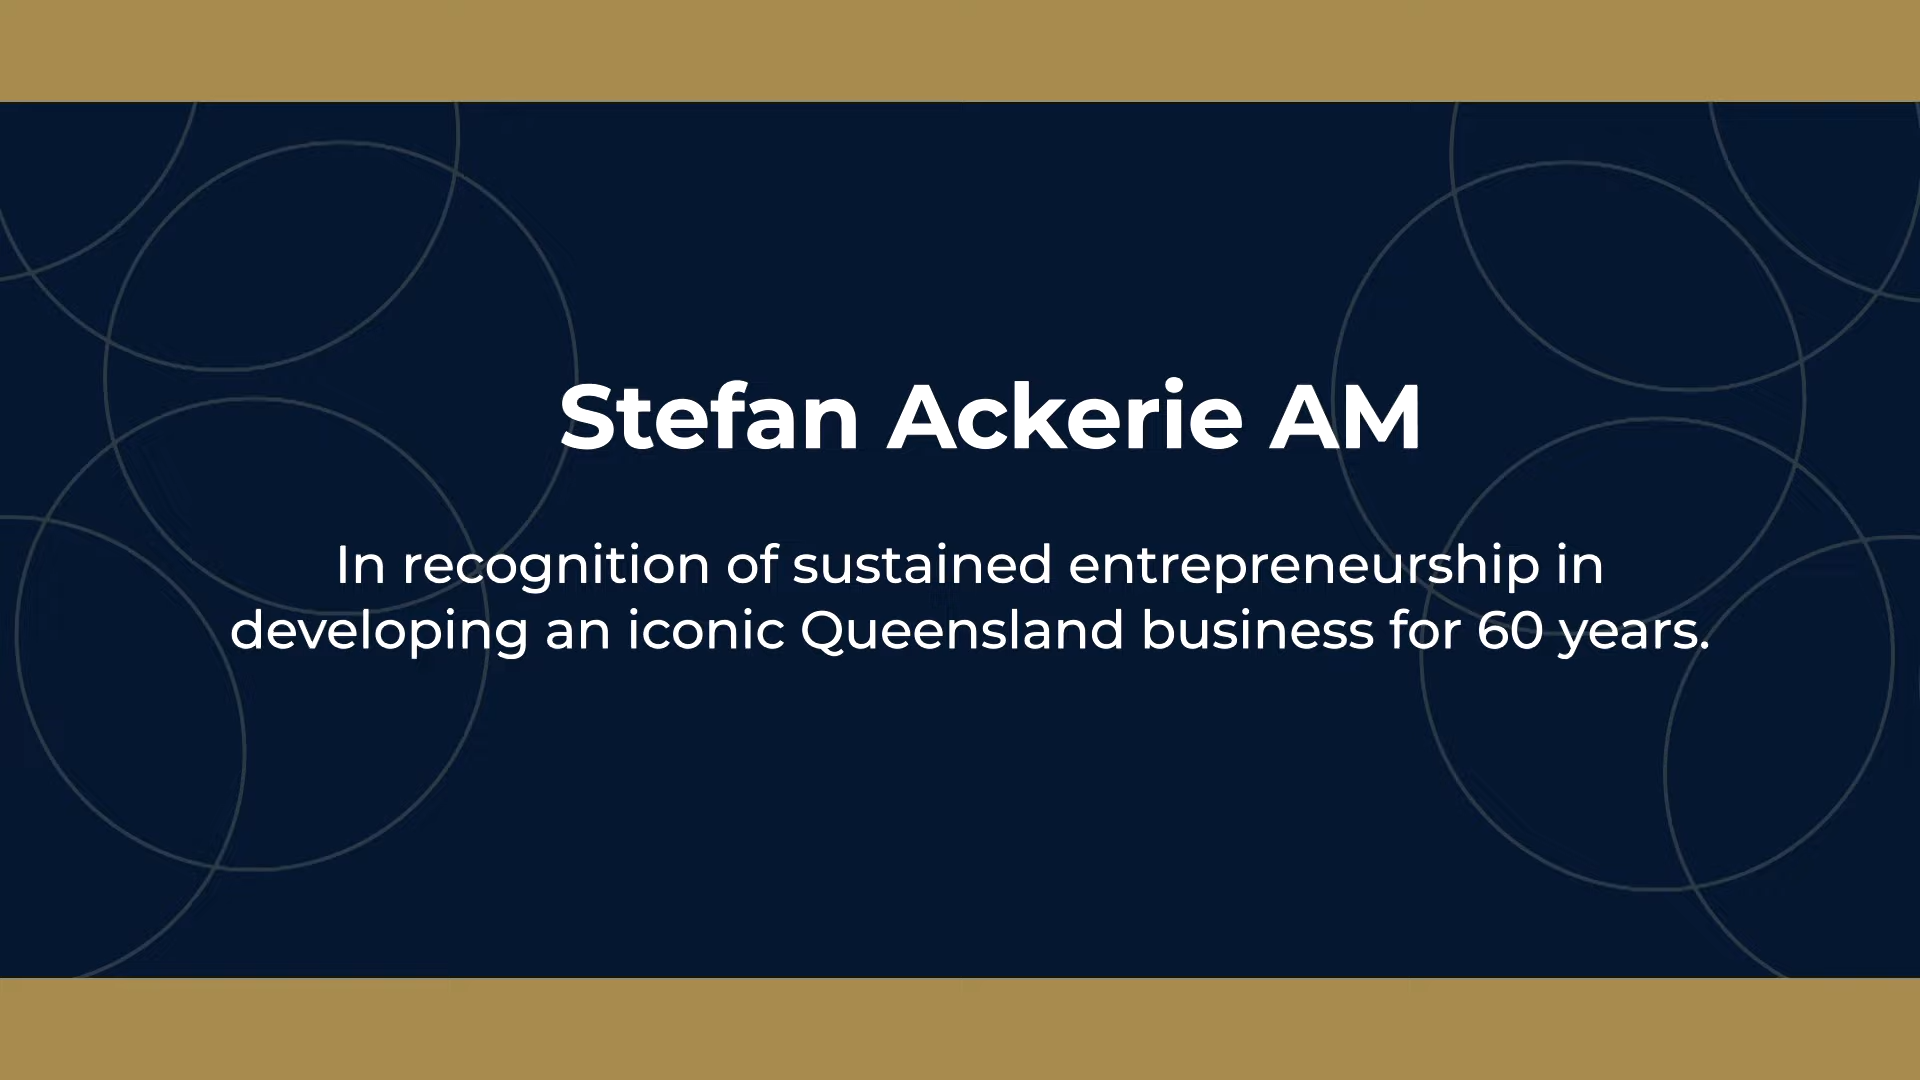 Stefan Ackerie AM
In recognition of sustained entrepreneurship in
developing an iconic Queensland business for 60 years.